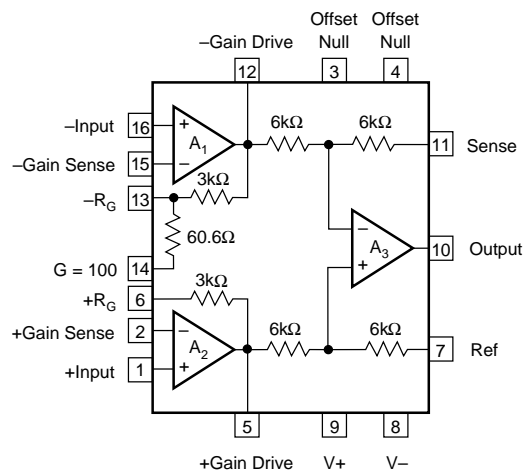 Offset Offset
–Gain Drive Null Null
12 3 4
6kΩ 6kΩ
–Input 16 + A1 11 Sense
–Gain Sense 15 –
3kΩ
–RG 13
60.6Ω
– A3 10 Output
+
G = 100 14
3kΩ
+RG 6
+Gain Sense 2 – 6kΩ 6kΩ
A2 7 Ref
+Input 1 +
5 9 8
+Gain Drive V+ V–